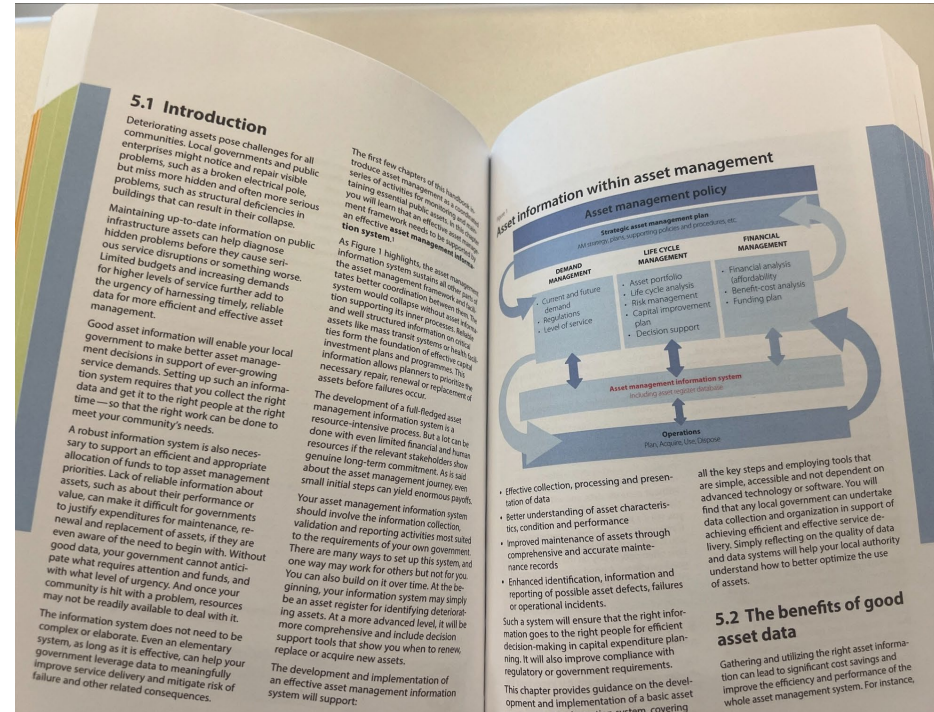 5.1 Introduction
Deteriorating assets pose challenges for all
communities. Local governments and public
enterprises might notice and repair visible
problems, such as a broken electrical pole,
but miss more hidden and often more serious
problems, such as structural deficiencies in
buildings that can result in their collapse.
Maintaining up-to-date information on public
infrastructure assets can help diagnose
hidden problems before they cause seri-
ous service disruptions or something worse.
Limited budgets and increasing demands
for higher levels of service further add to
the urgency of harnessing timely, reliable
data for more efficient and effective asset
management.
Good asset information will enable your local
government to make better asset manage-
ment decisions in support of ever-growing
service demands. Setting up such an informa-
tion system requires that you collect the right
data and get it to the right people at the right
time — so that the right work can be done to
meet your community's needs.
A robust information system is also neces-
sary to support an efficient and appropriate
allocation of funds to top asset management
priorities. Lack of reliable information about
assets, such as about their performance or
value, can make it difficult for governments
to justify expenditures for maintenance, re-
newal and replacement of assets, if they are
even aware of the need to begin with. Without
good data, your government cannot antici-
pate what requires attention and funds, and
with what level of urgency. And once your
community is hit with a problem, resources
may not be readily available to deal with it.
The information system does not need to be
complex or elaborate. Even an elementary
system, as long as it is effective, can help your
government leverage data to meaningfully
improve service delivery and mitigate risk of
failure and other related consequences.
The first few chapters of this handbook in-
troduce asset management as a coordinated
series of activities for monitoring and main-
taining essential public assets. In this chapter
you will learn that an effective asset manage-
ment framework needs to be supported by
an effective asset management informa-
tion system.¹
As Figure 1 highlights, the asset management
information system sustains all other parts of
the asset management framework and facili-
tates better coordination between them. The
system would collapse without asset informa-
tion supporting its inner processes. Reliable
and well structured information on critical
assets like mass transit systems or health facili-
ties form the foundation of effective capital
investment plans and programmes. This
information allows planners to prioritize the
necessary repair, renewal or replacement of
assets before failures occur.
The development of a full-fledged asset
management information system is a
resource-intensive process. But a lot can be
done with even limited financial and human
resources if the relevant stakeholders show
genuine long-term commitment. As is said
about the asset management journey, even
small initial steps can yield enormous payoffs.
Your asset management information system
should involve the information collection,
validation and reporting activities most suited
to the requirements of your own government.
There are many ways to set up this system, and
one way may work for others but not for you.
You can also build on it over time. At the be-
ginning, your information system may simply
be an asset register for identifying deteriorat-
ing assets. At a more advanced level, it will be
more comprehensive and include decision
support tools that show you when to renew,
replace or acquire new assets.
The development and implementation of
an effective asset management information
system will support:
Asset information within asset management
Asset management policy
Strategic asset management plan
AM strategy, plans, supporting policies and procedures, etc.
DEMAND
MANAGEMENT
• Current and future
demand
• Regulations
• Level of service
LIFE CYCLE
MANAGEMENT
• Asset portfolio
• Life cycle analysis
• Risk management
• Capital improvement
plan
• Decision support
FINANCIAL
MANAGEMENT
• Financial analysis
(affordability
• Benefit-cost analysis
• Funding plan
Asset management information system
Including asset register database
Operations
Plan, Acquire, Use, Dispose
• Effective collection, processing and presen-
tation of data
• Better understanding of asset characteris-
tics, condition and performance
• Improved maintenance of assets through
comprehensive and accurate mainte-
nance records
• Enhanced identification, information and
reporting of possible asset defects, failures
or operational incidents.
Such a system will ensure that the right infor-
mation goes to the right people for efficient
decision-making in capital expenditure plan-
ning. It will also improve compliance with
regulatory or government requirements.
This chapter provides guidance on the devel-
opment and implementation of a basic asset
system, covering
all the key steps and employing tools that
are simple, accessible and not dependent on
advanced technology or software. You will
find that any local government can undertake
data collection and organization in support of
achieving efficient and effective service de-
livery. Simply reflecting on the quality of data
and data systems will help your local authority
understand how to better optimize the use
of assets.
5.2 The benefits of good
asset data
Gathering and utilizing the right asset informa-
tion can lead to significant cost savings and
improve the efficiency and performance of the
whole asset management system. For instance,